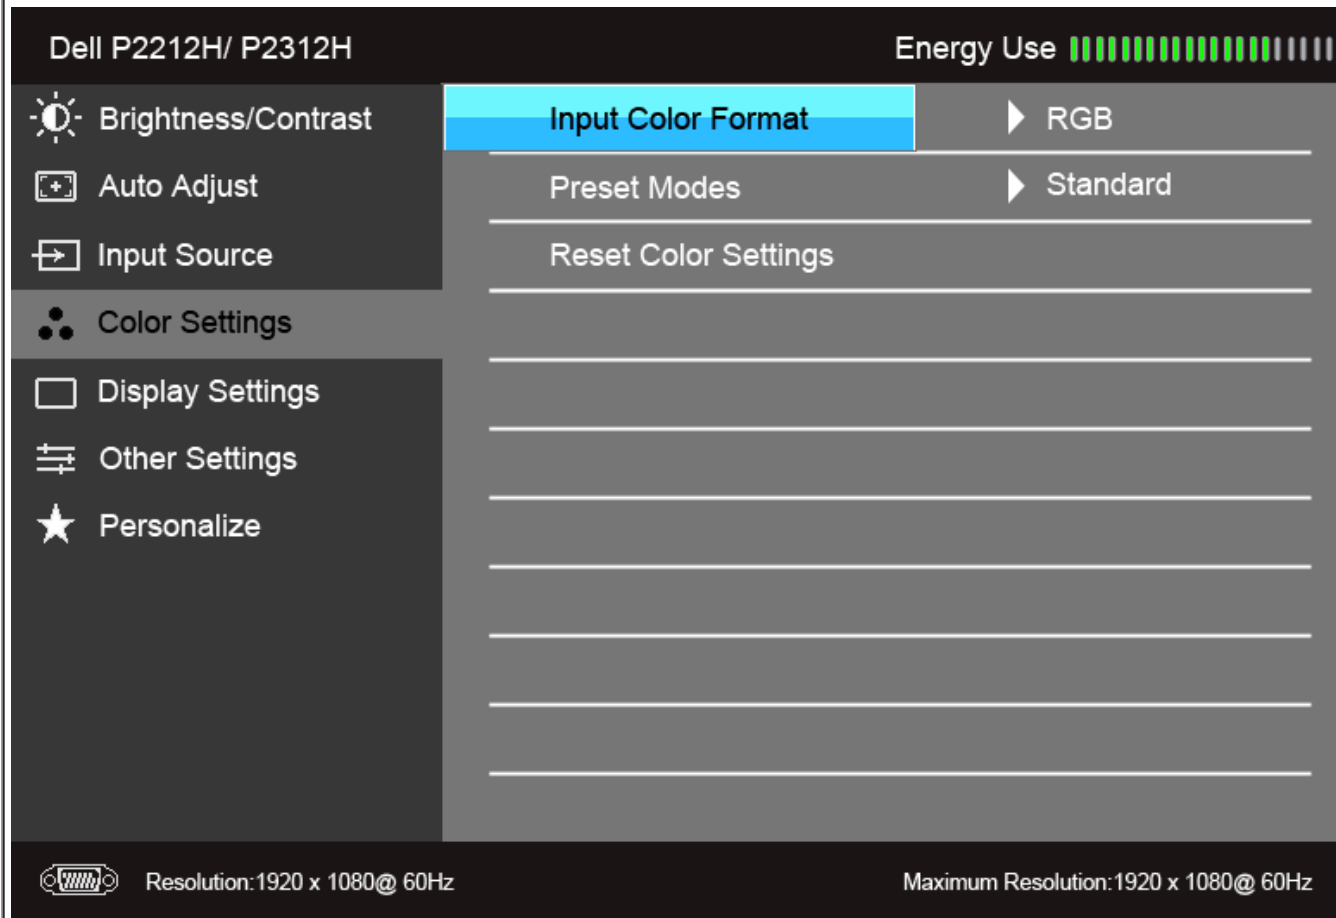 Dell P2212H/ P2312H
Energy Use
Brightness/Contrast
Input Color Format
RGB
Auto Adjust
Preset Modes
Standard
Input Source
Reset Color Settings
Color Settings
Display Settings
Other Settings
Personalize
Resolution:1920 x 1080@ 60Hz
Maximum Resolution:1920 x 1080@ 60Hz